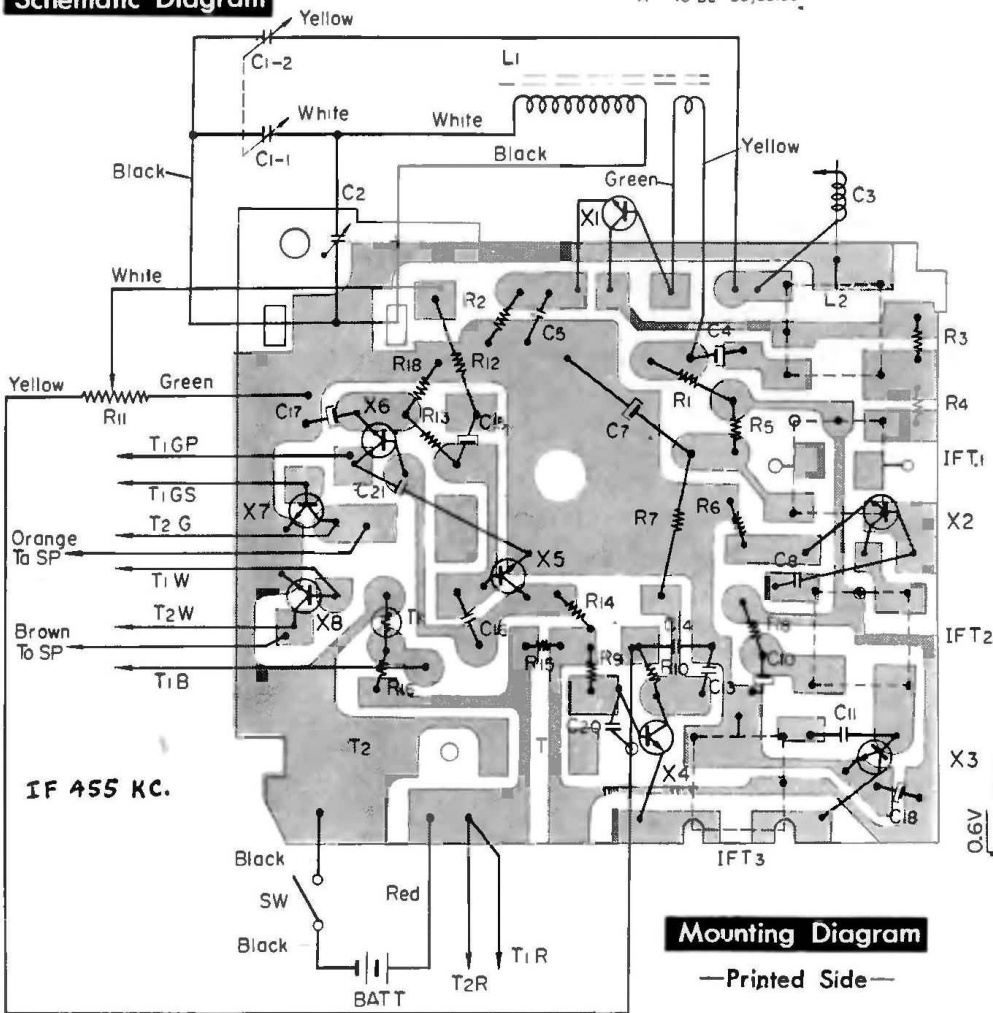 Schematic Diagram
Yellow
C1-2
L1
White
White
C1-1
Black
Yellow
Black
C2
Green
X1
C3
White
R2
L2
C5
C4
R3
R18
R12
Yellow
Green
R11
R1
R4
C17
X6
R13
C7
R5
T1GP
IFT.1
T1GS
C21
X7
R7
R6
X2
T2G
Orange
To SP
X5
C8
T1W
T2W
X8
R14
C14
Brown
To SP
C16
IFT2
R15
R9
R10
C10
T1B
R16
C13
C20
C11
T2
T
X4
X3
IF 455 KC.
C18
0.6V
IFT3
Black
SW
Red
Black
T2R
T1R
BATT
Mounting Diagram
—Printed Side—